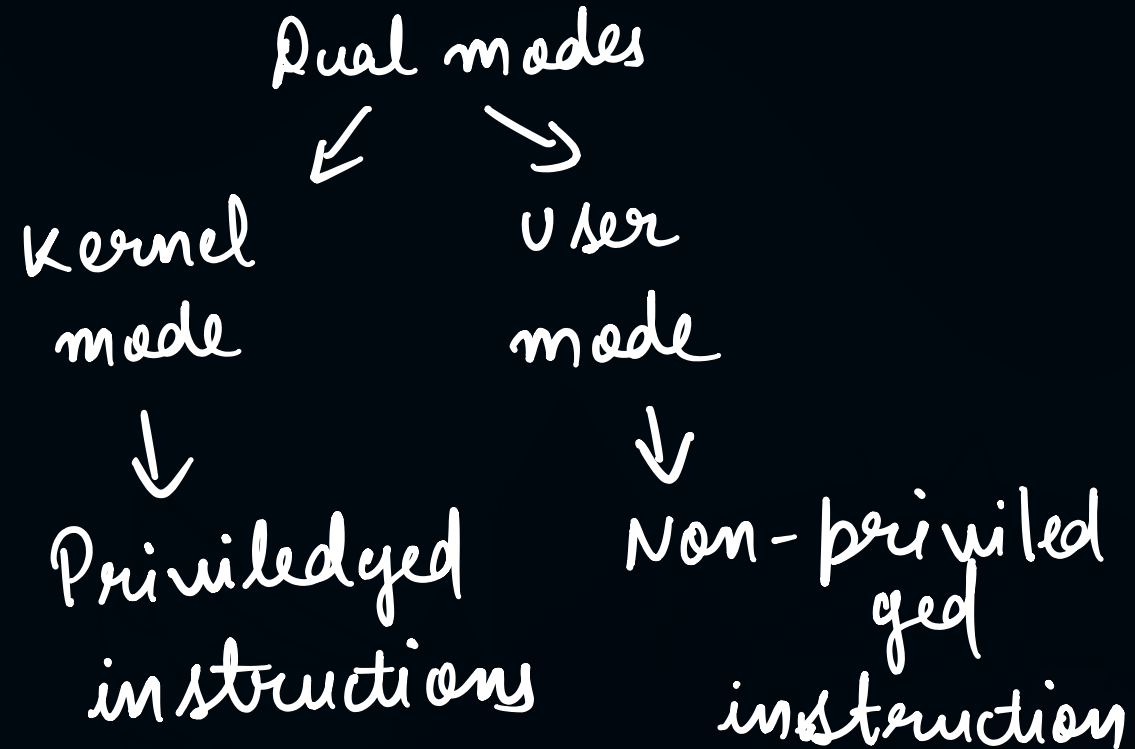 Dual modes
Kernel
mode
User
mode
Priviledged
instructions
Non-priviled
ged
instruction